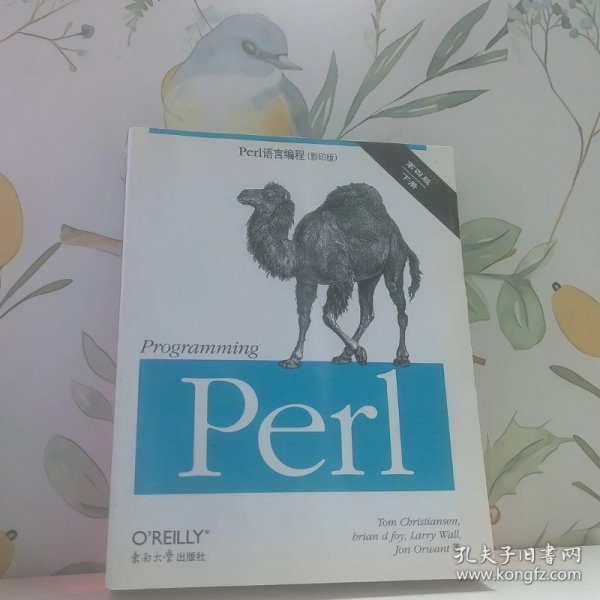 Perl语言编程(影印版)
第四版
下册
Programming
Perl
Tom Christiansen,
brian d foy, Larry Wall,
Jon Orwant 著
O'REILLY®
东南大学出版社
孔夫子旧书网
www.kongfz.com